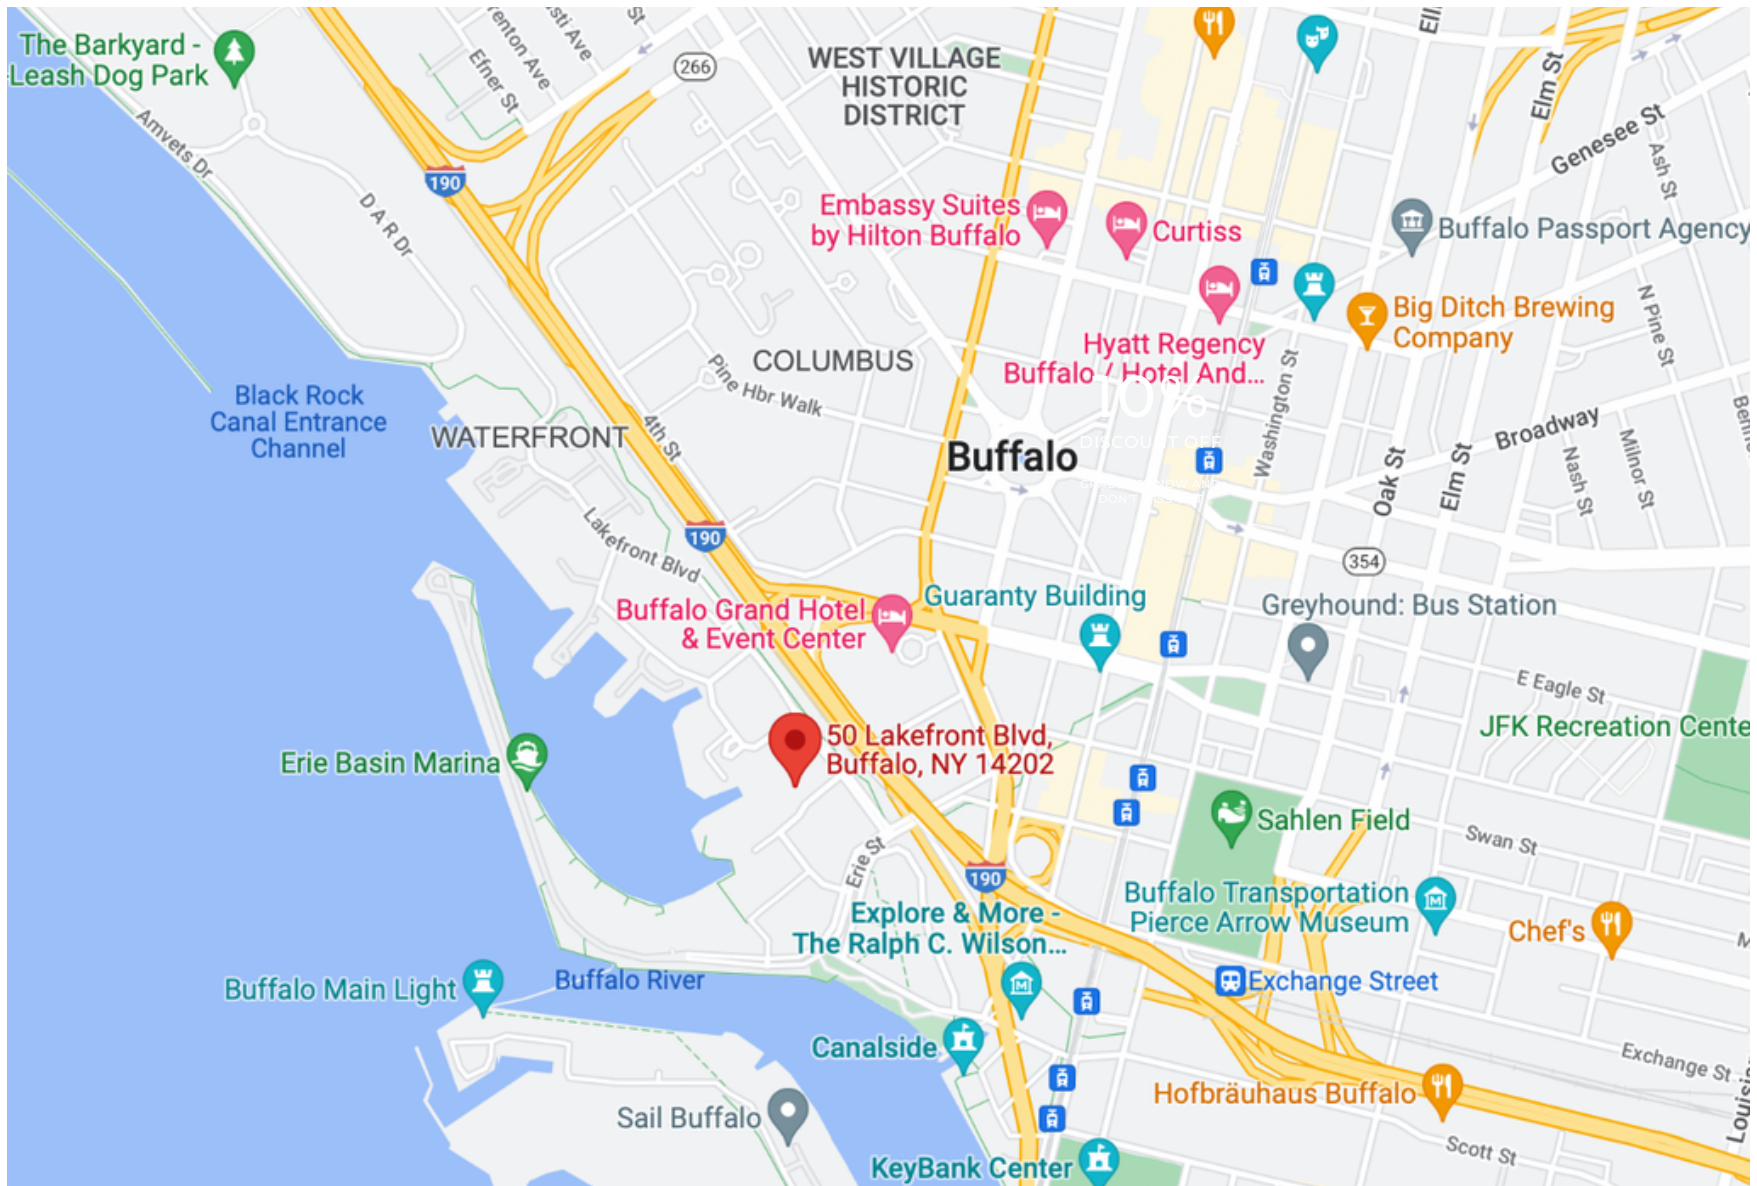 The Barkyard -
Leash Dog Park
Efner St
St
266
WEST VILLAGE
HISTORIC
DISTRICT
Elm St
Genesee St
Ash St
Amvets Dr
190
D A R Dr
Embassy Suites
by Hilton Buffalo
Curtiss
Buffalo Passport Agency
Big Ditch Brewing
Company
N Pine St
Hyatt Regency
Buffalo / Hotel And...
COLUMBUS
Pine Hbr Walk
10%
DISCOUNT OFF
Washington St
Black Rock
Canal Entrance
Channel
WATERFRONT
4th St
Buffalo
Broadway
Oak St
Elm St
Nash St
Milnor St
190
Lakefront Blvd
354
Guaranty Building
Greyhound: Bus Station
Buffalo Grand Hotel
& Event Center
E Eagle St
JFK Recreation Cente
50 Lakefront Blvd,
Buffalo, NY 14202
Erie Basin Marina
Sahlen Field
Swan St
Erie St
190
Buffalo Transportation
Pierce Arrow Museum
Chef's
Explore & More -
The Ralph C. Wilson...
Buffalo Main Light
Buffalo River
Exchange Street
Canalside
Exchange St
Hofbräuhaus Buffalo
Sail Buffalo
Scott St
KeyBank Center